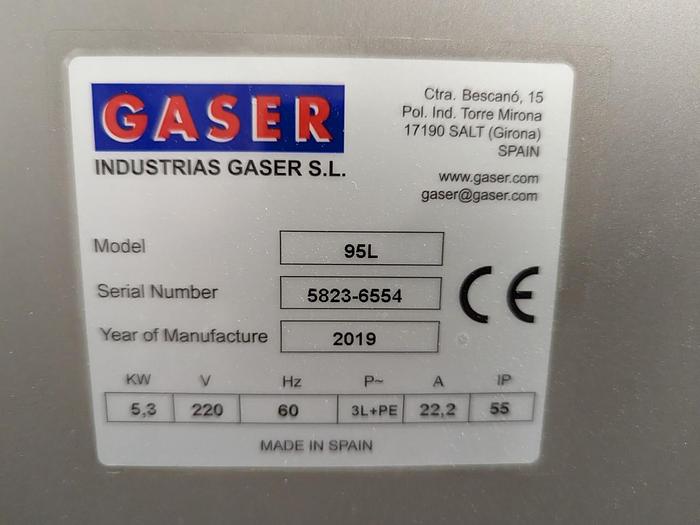 GASER
INDUSTRIAS GASER S.L.
Ctra. Bescanó, 15
Pol. Ind. Torre Mirona
17190 SALT (Girona)
SPAIN
www.gaser.com
gaser@gaser.com
Model 95L
Serial Number 5823-6554
Year of Manufacture 2019
CE
KW V Hz P~ A IP
5,3 220 60 3L+PE 22,2 55
MADE IN SPAIN